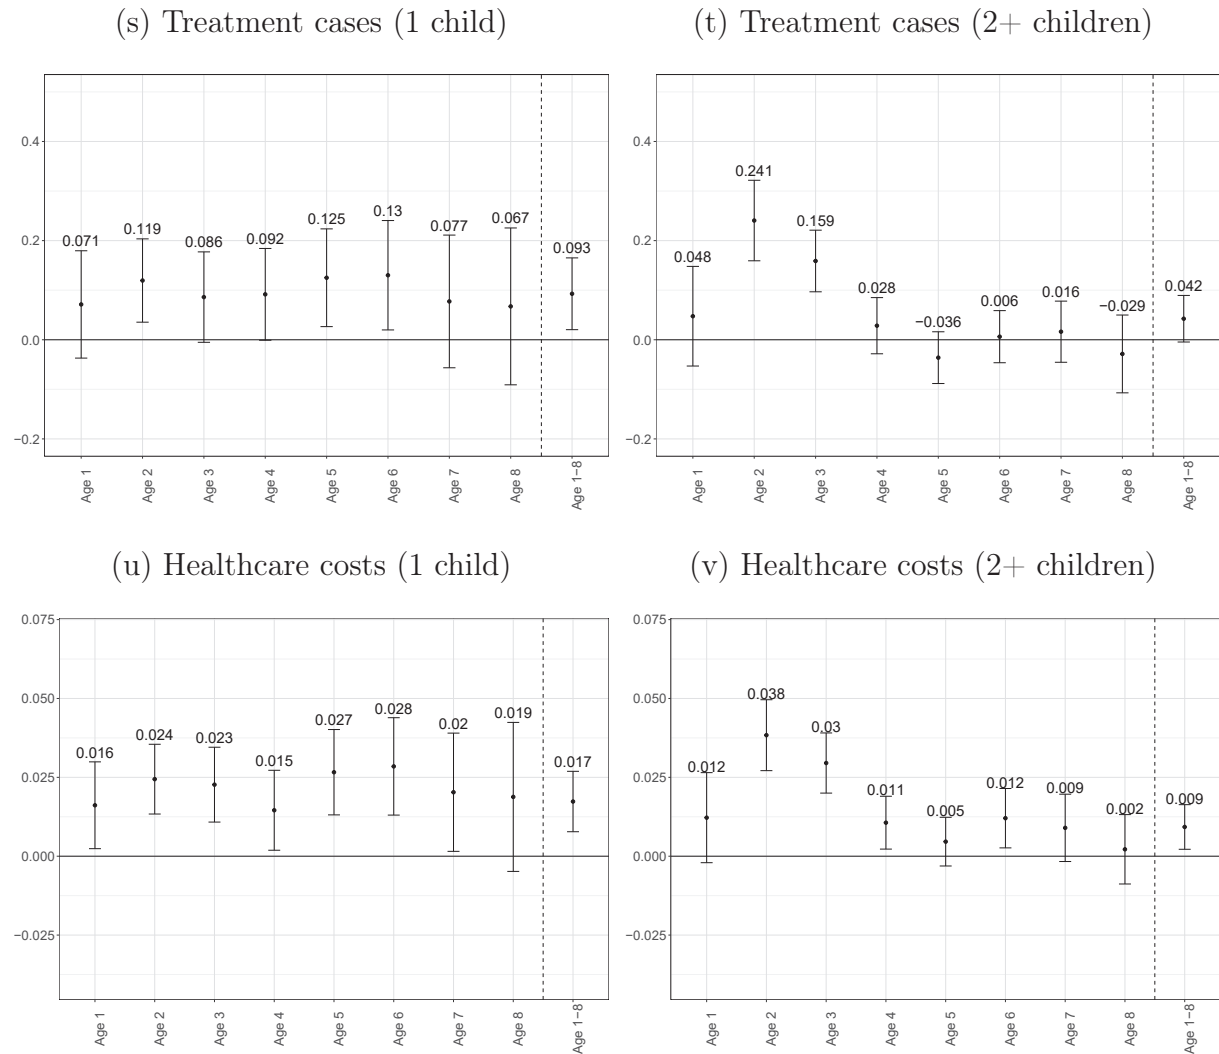 (s) Treatment cases (1 child)
0.4
0.2
0.0
−0.2
0.071
0.119
0.086
0.092
0.125
0.13
0.077
0.067
0.093
Age 1
Age 2
Age 3
Age 4
Age 5
Age 6
Age 7
Age 8
Age 1−8
(t) Treatment cases (2+ children)
0.4
0.2
0.0
−0.2
0.048
0.241
0.159
0.028
−0.036
0.006
0.016
−0.029
0.042
Age 1
Age 2
Age 3
Age 4
Age 5
Age 6
Age 7
Age 8
Age 1−8
(u) Healthcare costs (1 child)
0.075
0.050
0.025
0.000
−0.025
0.016
0.024
0.023
0.015
0.027
0.028
0.02
0.019
0.017
Age 1
Age 2
Age 3
Age 4
Age 5
Age 6
Age 7
Age 8
Age 1−8
(v) Healthcare costs (2+ children)
0.075
0.050
0.025
0.000
−0.025
0.012
0.038
0.03
0.011
0.005
0.012
0.009
0.002
0.009
Age 1
Age 2
Age 3
Age 4
Age 5
Age 6
Age 7
Age 8
Age 1−8